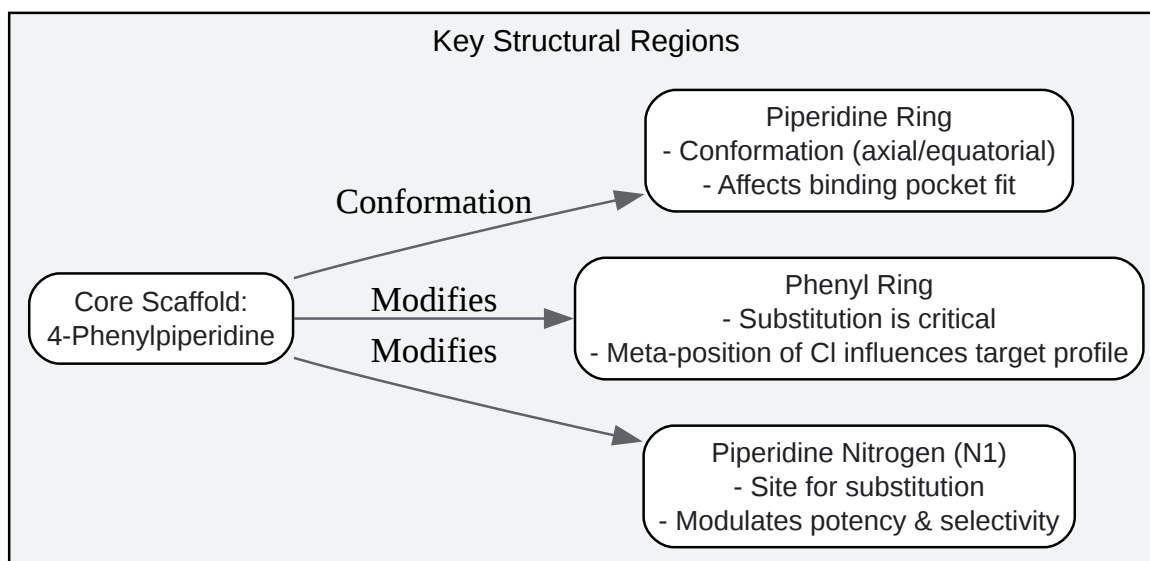 Key Structural Regions
Piperidine Ring
- Conformation (axial/equatorial)
- Affects binding pocket fit
Conformation
Core Scaffold:
4-Phenylpiperidine
Modifies
Phenyl Ring
- Substitution is critical
- Meta-position of Cl influences target profile
Modifies
Piperidine Nitrogen (N1)
- Site for substitution
- Modulates potency & selectivity